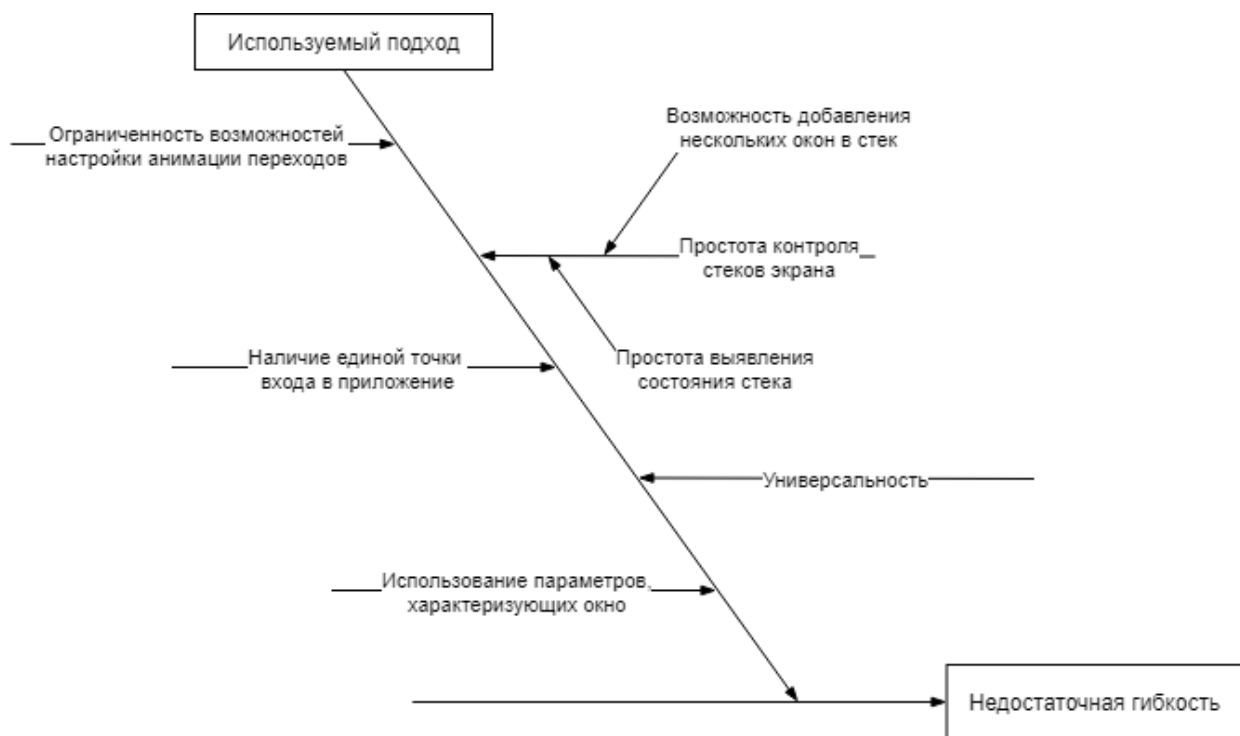 Используемый подход
Ограниченность возможностей
настройки анимации переходов
Возможность добавления
нескольких окон в стек
Простота контроля
стеков экрана
Наличие единой точки
входа в приложение
Простота выявления
состояния стека
Универсальность
Использование параметров,
характеризующих окно
Недостаточная гибкость